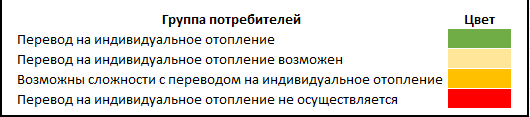 Группа потребителей Цвет
Перевод на индивидуальное отопление
Перевод на индивидуальное отопление возможен
Возможны сложности с переводом на индивидуальное отопление
Перевод на индивидуальное отопление не осуществляется